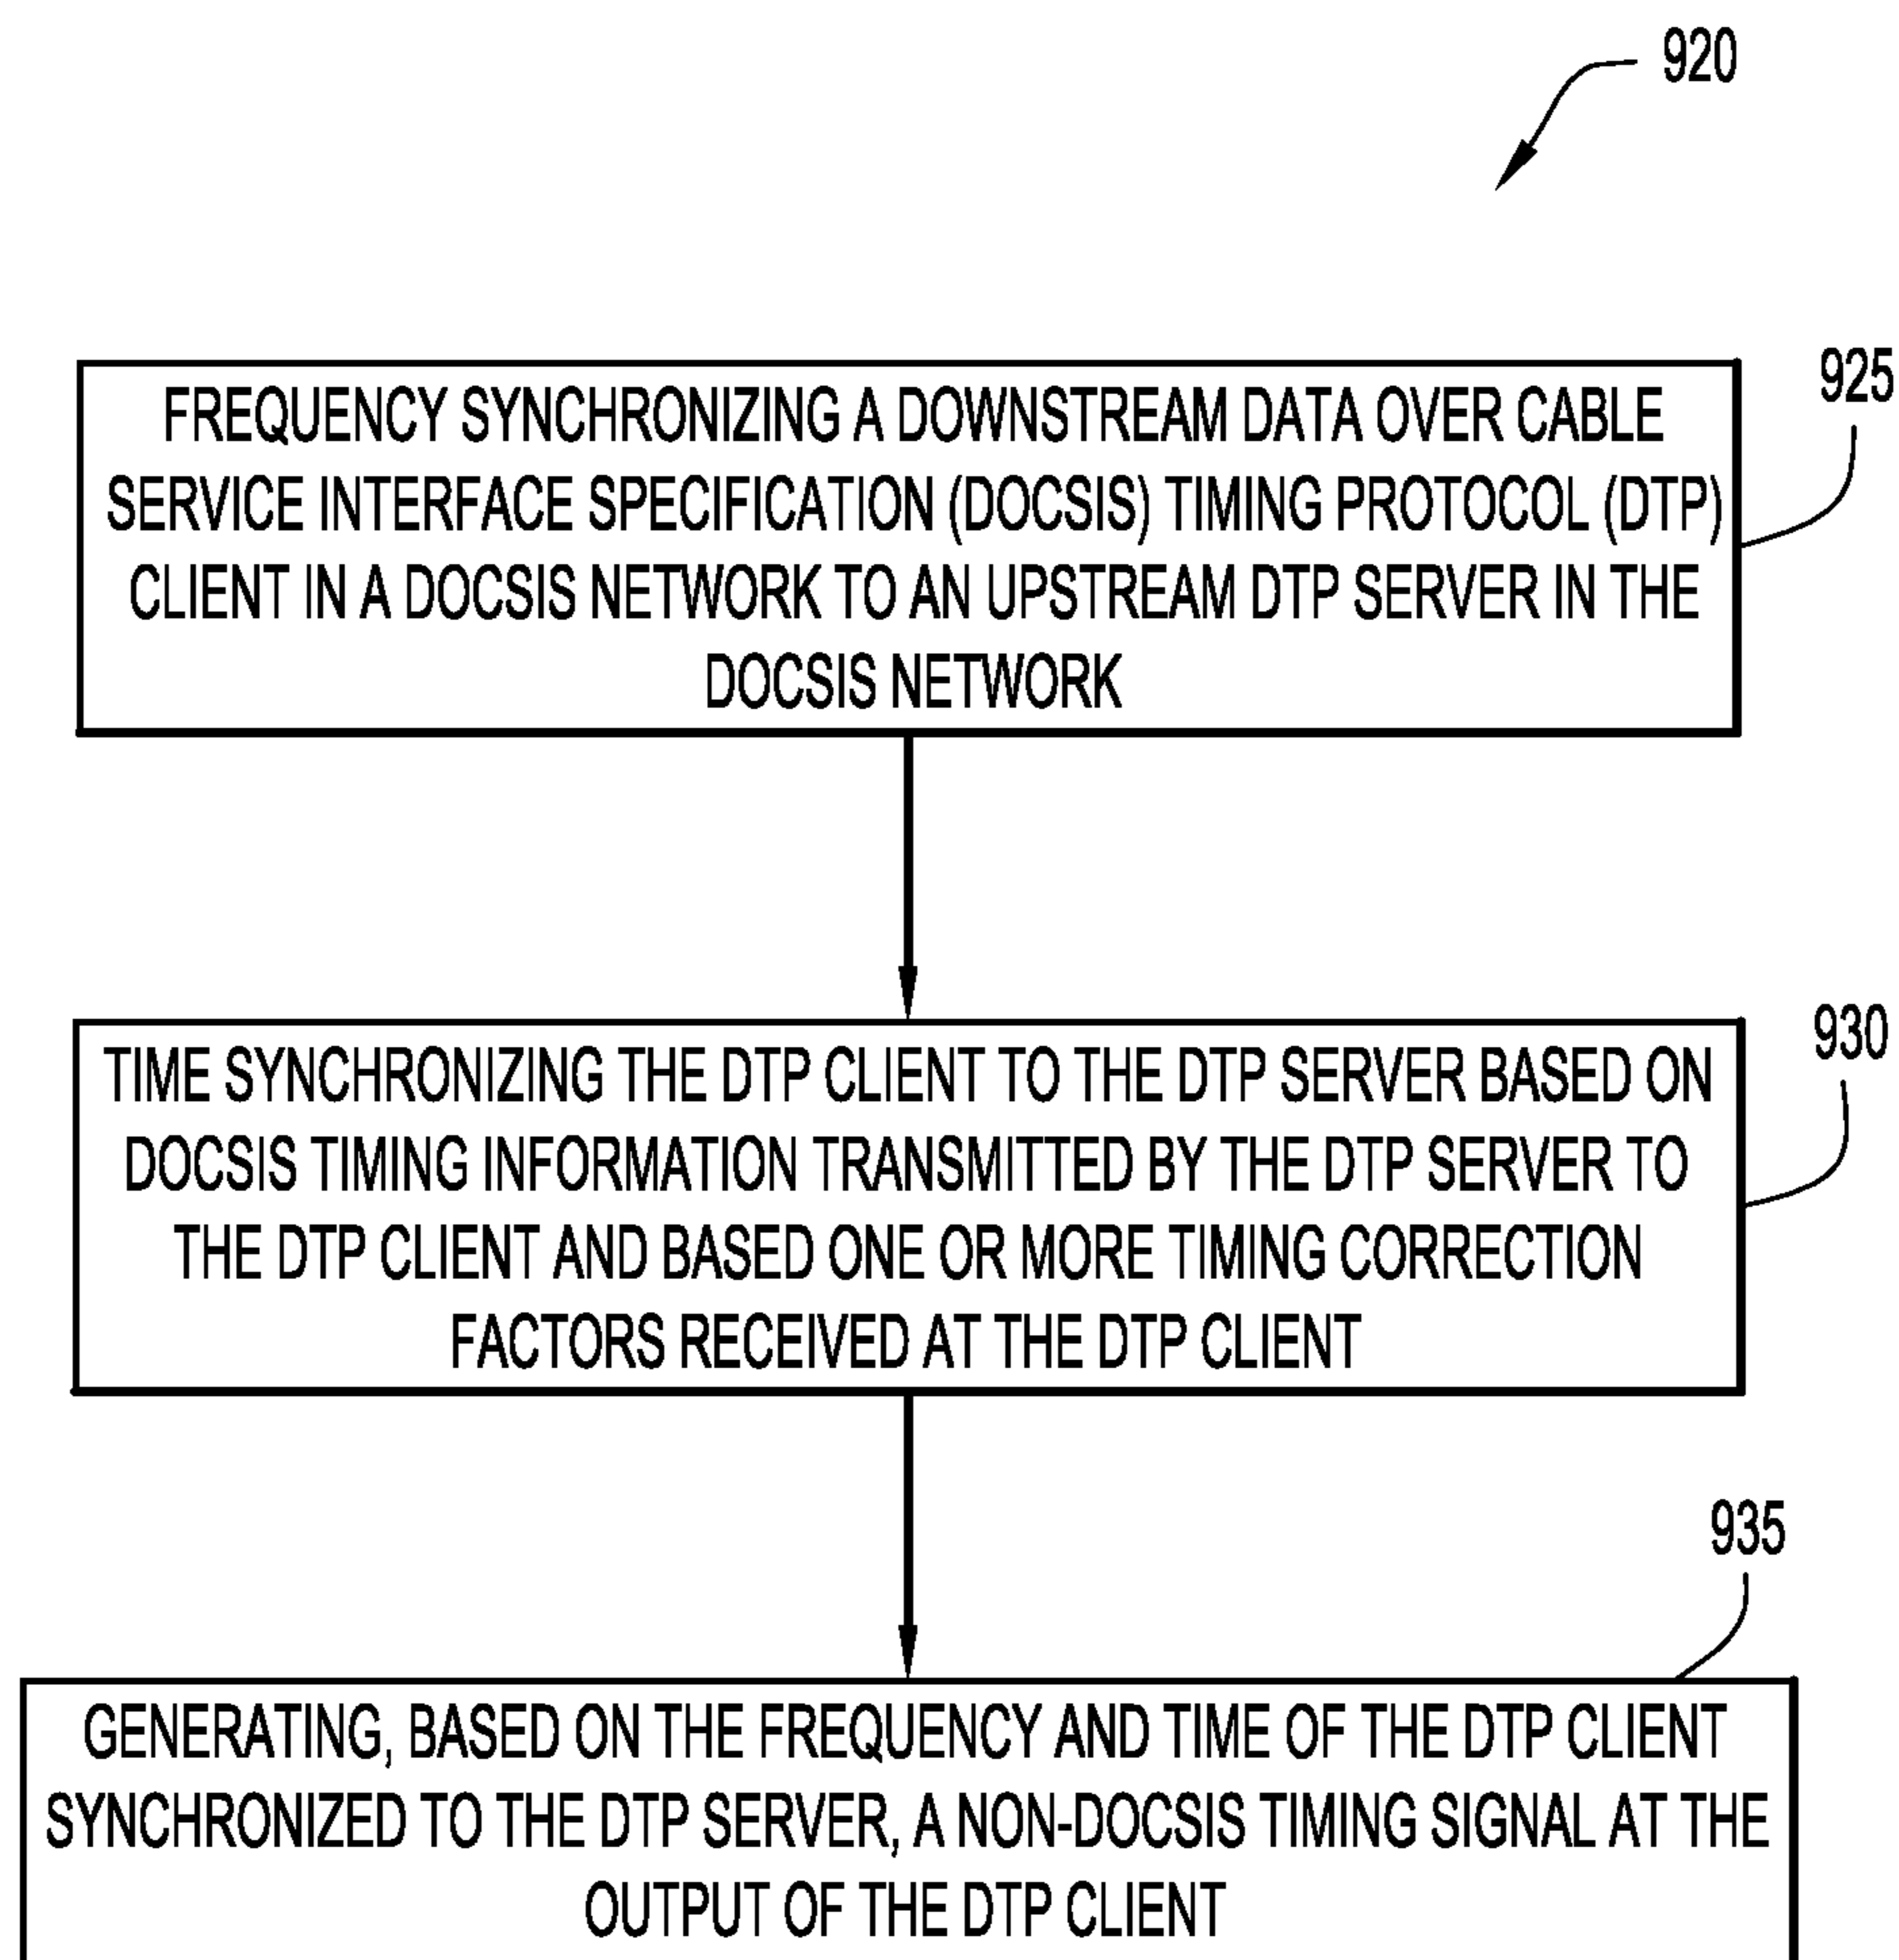 920
925
FREQUENCY SYNCHRONIZING A DOWNSTREAM DATA OVER CABLE
SERVICE INTERFACE SPECIFICATION (DOCSIS) TIMING PROTOCOL (DTP)
CLIENT IN A DOCSIS NETWORK TO AN UPSTREAM DTP SERVER IN THE
DOCSIS NETWORK
930
TIME SYNCHRONIZING THE DTP CLIENT TO THE DTP SERVER BASED ON
DOCSIS TIMING INFORMATION TRANSMITTED BY THE DTP SERVER TO
THE DTP CLIENT AND BASED ONE OR MORE TIMING CORRECTION
FACTORS RECEIVED AT THE DTP CLIENT
935
GENERATING, BASED ON THE FREQUENCY AND TIME OF THE DTP CLIENT
SYNCHRONIZED TO THE DTP SERVER, A NON-DOCSIS TIMING SIGNAL AT THE
OUTPUT OF THE DTP CLIENT